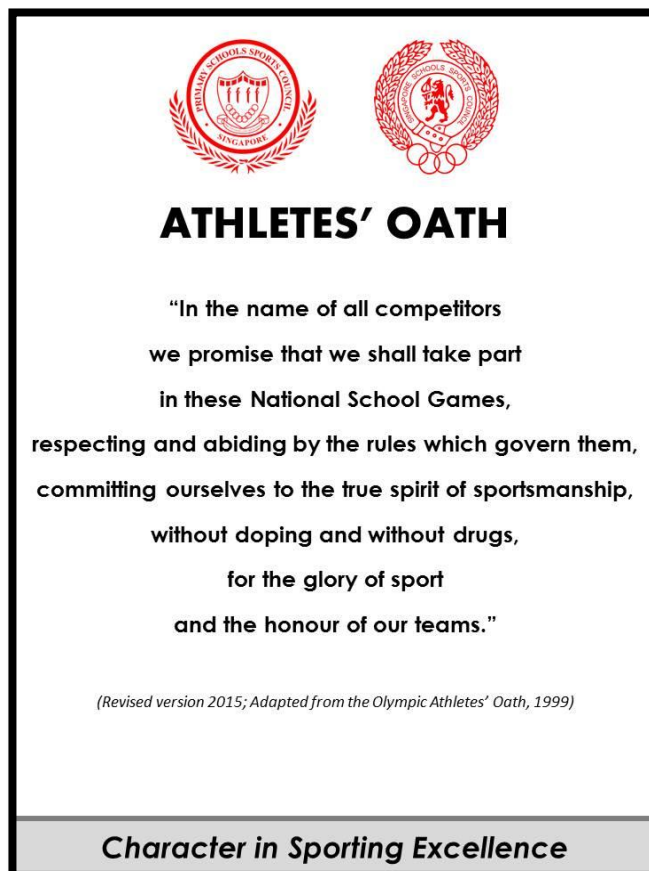 PRIMARY SCHOOLS SPORTS COUNCIL
SINGAPORE
SINGAPORE SCHOOLS SPORTS COUNCIL
ATHLETES’ OATH
“In the name of all competitors
we promise that we shall take part
in these National School Games,
respecting and abiding by the rules which govern them,
committing ourselves to the true spirit of sportsmanship,
without doping and without drugs,
for the glory of sport
and the honour of our teams.”
(Revised version 2015; Adapted from the Olympic Athletes’ Oath, 1999)
Character in Sporting Excellence